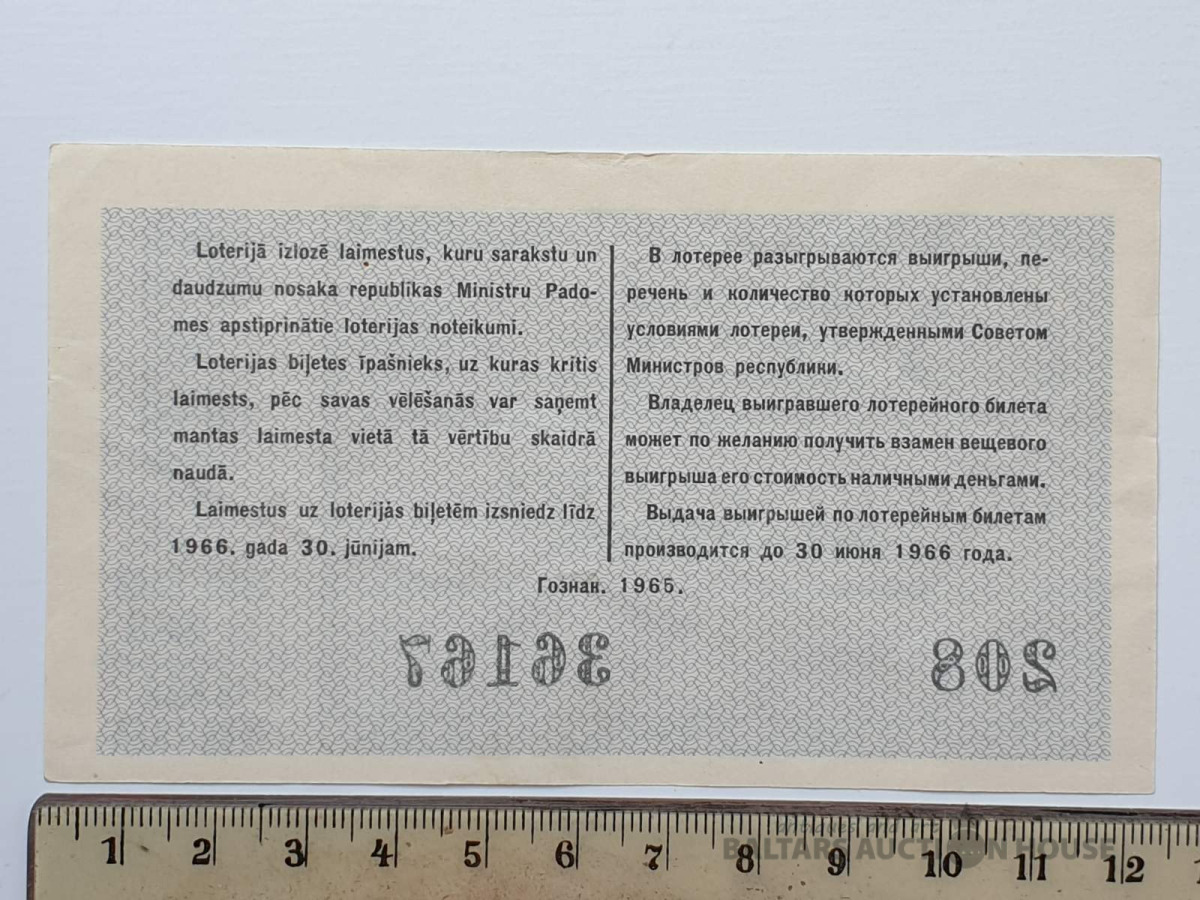 Loterijā izlozē laimestus, kuru sarakstu un
daudzumu nosaka republikas Ministru Pado-
mes apstiprinātie loterijas noteikumi.
Loterijas biļetes īpašnieks, uz kuras kritis
laimests, pēc savas vēlēšanās var saņemt
mantas laimesta vietā tā vērtību skaidrā
naudā.
Laimestus uz loterijas biļetēm izsniedz līdz
1966. gada 30. jūnijam.
В лотерее разыгрываются выигрыши, пе-
речень и количество которых установлены
условиями лотереи, утвержденными Советом
Министров республики.
Владелец выигравшего лотерейного билета
может по желанию получить взамен вещевого
выигрыша его стоимость наличными деньгами.
Выдача выигрышей по лотерейным билетам
производится до 30 июня 1966 года.
Гознак. 1965.
36167 208
1 2 3 4 5 6 7 8 9 10 11 12
BALTARS AUCTION HOUSE